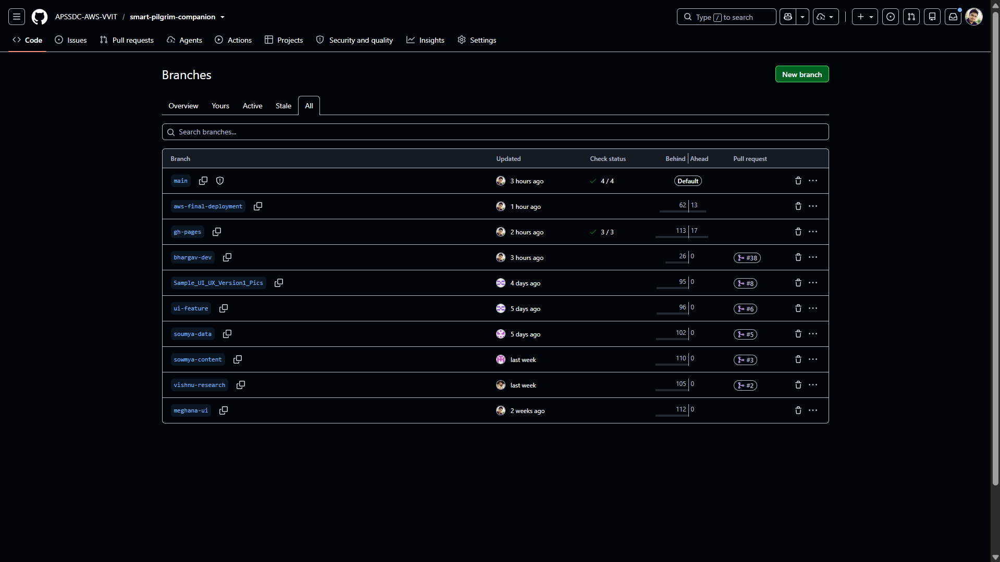 APSSDC-AWS-VVIT / smart-pilgrim-companion
Type / to search
Code Issues Pull requests Agents Actions Projects Security and quality Insights Settings
Branches
New branch
Overview Yours Active Stale All
Search branches...
Branch Updated Check status Behind Ahead Pull request
main 3 hours ago 4 / 4 Default
aws-final-deployment 1 hour ago 62 13
gh-pages 2 hours ago 3 / 3 113 17
bhargav-dev 3 hours ago 26 0 #38
Sample_UI_UX_Version1_Pics 4 days ago 95 0 #8
ui-feature 5 days ago 96 0 #6
soumya-data 5 days ago 102 0 #5
sowmya-content last week 110 0 #3
vishnu-research last week 105 0 #2
meghana-ui 2 weeks ago 112 0